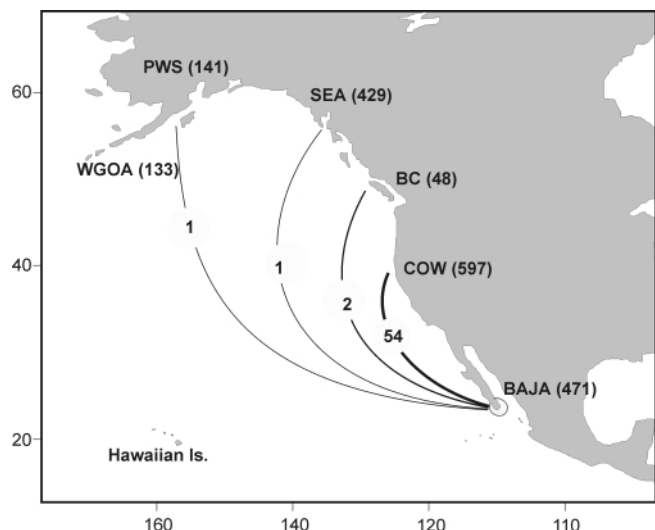 PWS (141)
60
SEA (429)
WGOA (133)
BC (48)
1
40
1
COW (597)
2
54
BAJA (471)
20
Hawaiian Is.
160 140 120 110